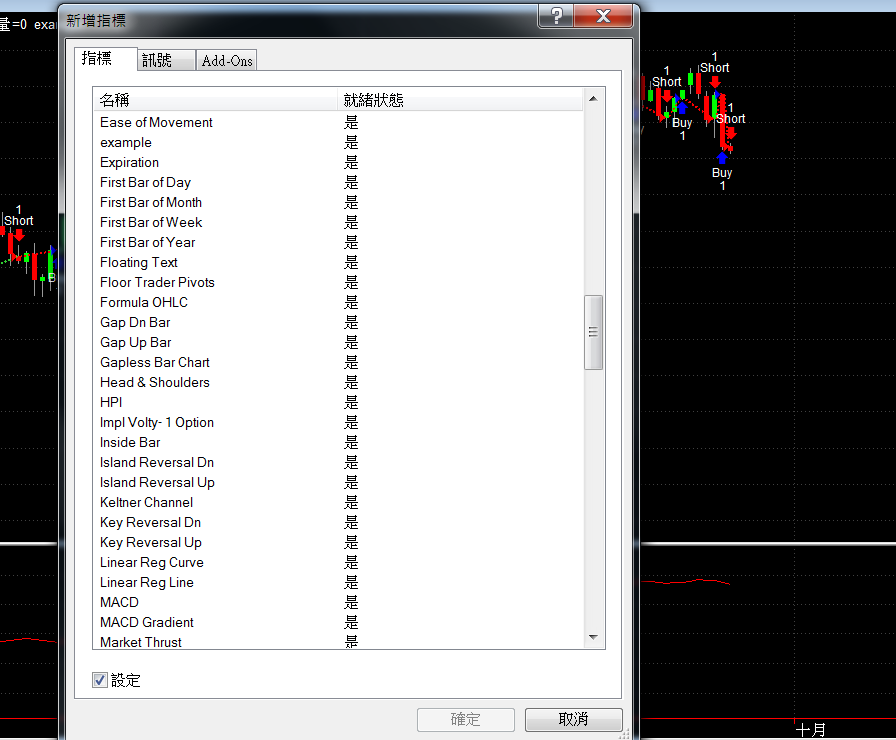 量=0 exa
新增指標
指標 訊號 Add-Ons
名稱 就緒狀態
Ease of Movement 是
example 是
Expiration 是
First Bar of Day 是
First Bar of Month 是
First Bar of Week 是
First Bar of Year 是
Floating Text 是
Floor Trader Pivots 是
Formula OHLC 是
Gap Dn Bar 是
Gap Up Bar 是
Gapless Bar Chart 是
Head & Shoulders 是
HPI 是
Impl Volty- 1 Option 是
Inside Bar 是
Island Reversal Dn 是
Island Reversal Up 是
Keltner Channel 是
Key Reversal Dn 是
Key Reversal Up 是
Linear Reg Curve 是
Linear Reg Line 是
MACD 是
MACD Gradient 是
Market Thrust 是
設定
確定 取消
1
Short
B
1
Short
1
Short
1
Short
Buy
1
Buy
1
十月